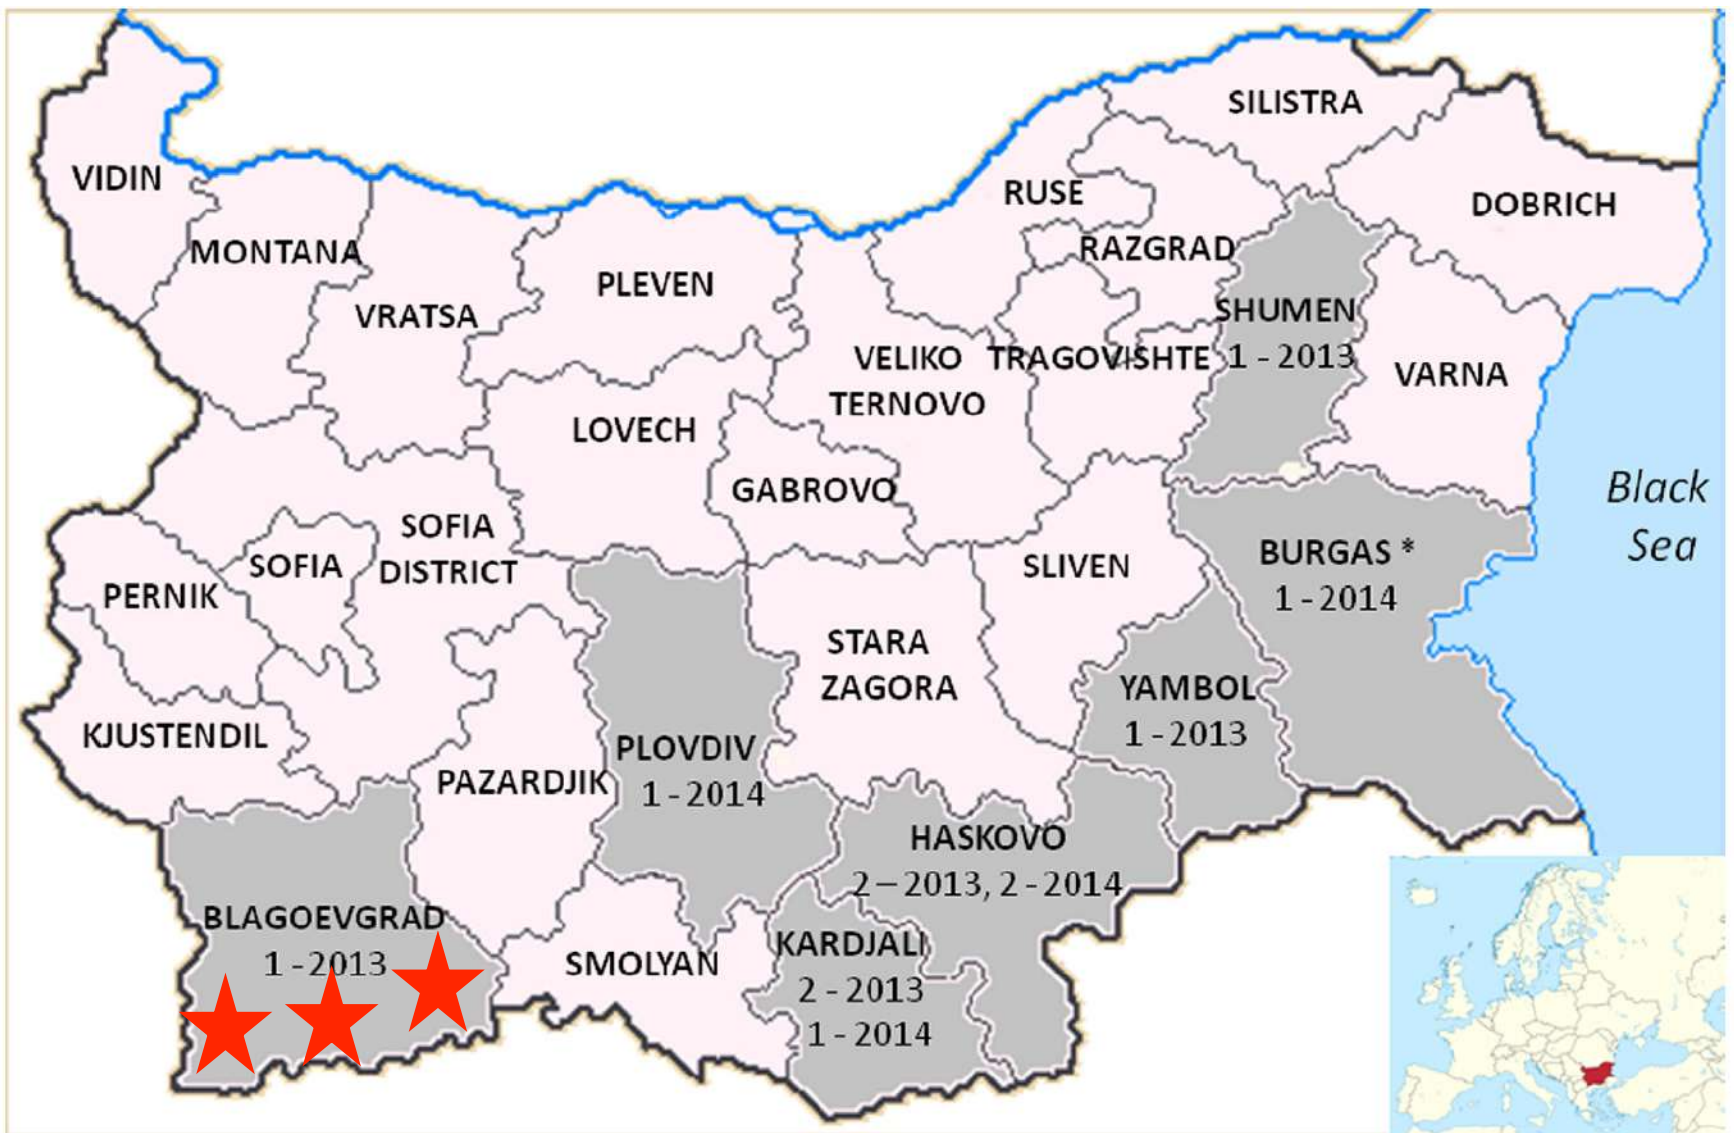 SILISTRA
VIDIN
RUSE
DOBRICH
MONTANA
RAZGRAD
PLEVEN
VRATSA
SHUMEN
1 - 2013
VELIKO
TERNOVO
TRAGOVISHTE
VARNA
LOVECH
GABROVO
Black
Sea
SOFIA
DISTRICT
SOFIA
BURGAS *
1 - 2014
SLIVEN
PERNIK
STARA
ZAGORA
YAMBOL
1 - 2013
KJUSTENDIL
PLOVDIV
1 - 2014
PAZARDJIK
HASKOVO
2 – 2013, 2 - 2014
BLAGOEVGRAD
1 - 2013
SMOLYAN
KARDJALI
2 - 2013
1 - 2014